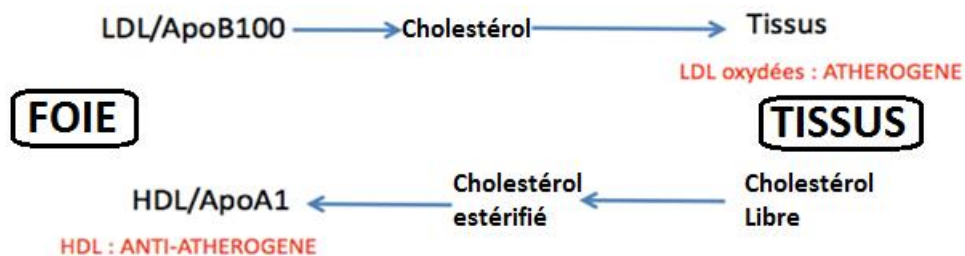 LDL/ApoB100 Cholestérol Tissus
LDL oxydées : ATHEROGENE
FOIE TISSUS
HDL/ApoA1 Cholestérol estérifié Cholestérol Libre
HDL : ANTI-ATHEROGENE